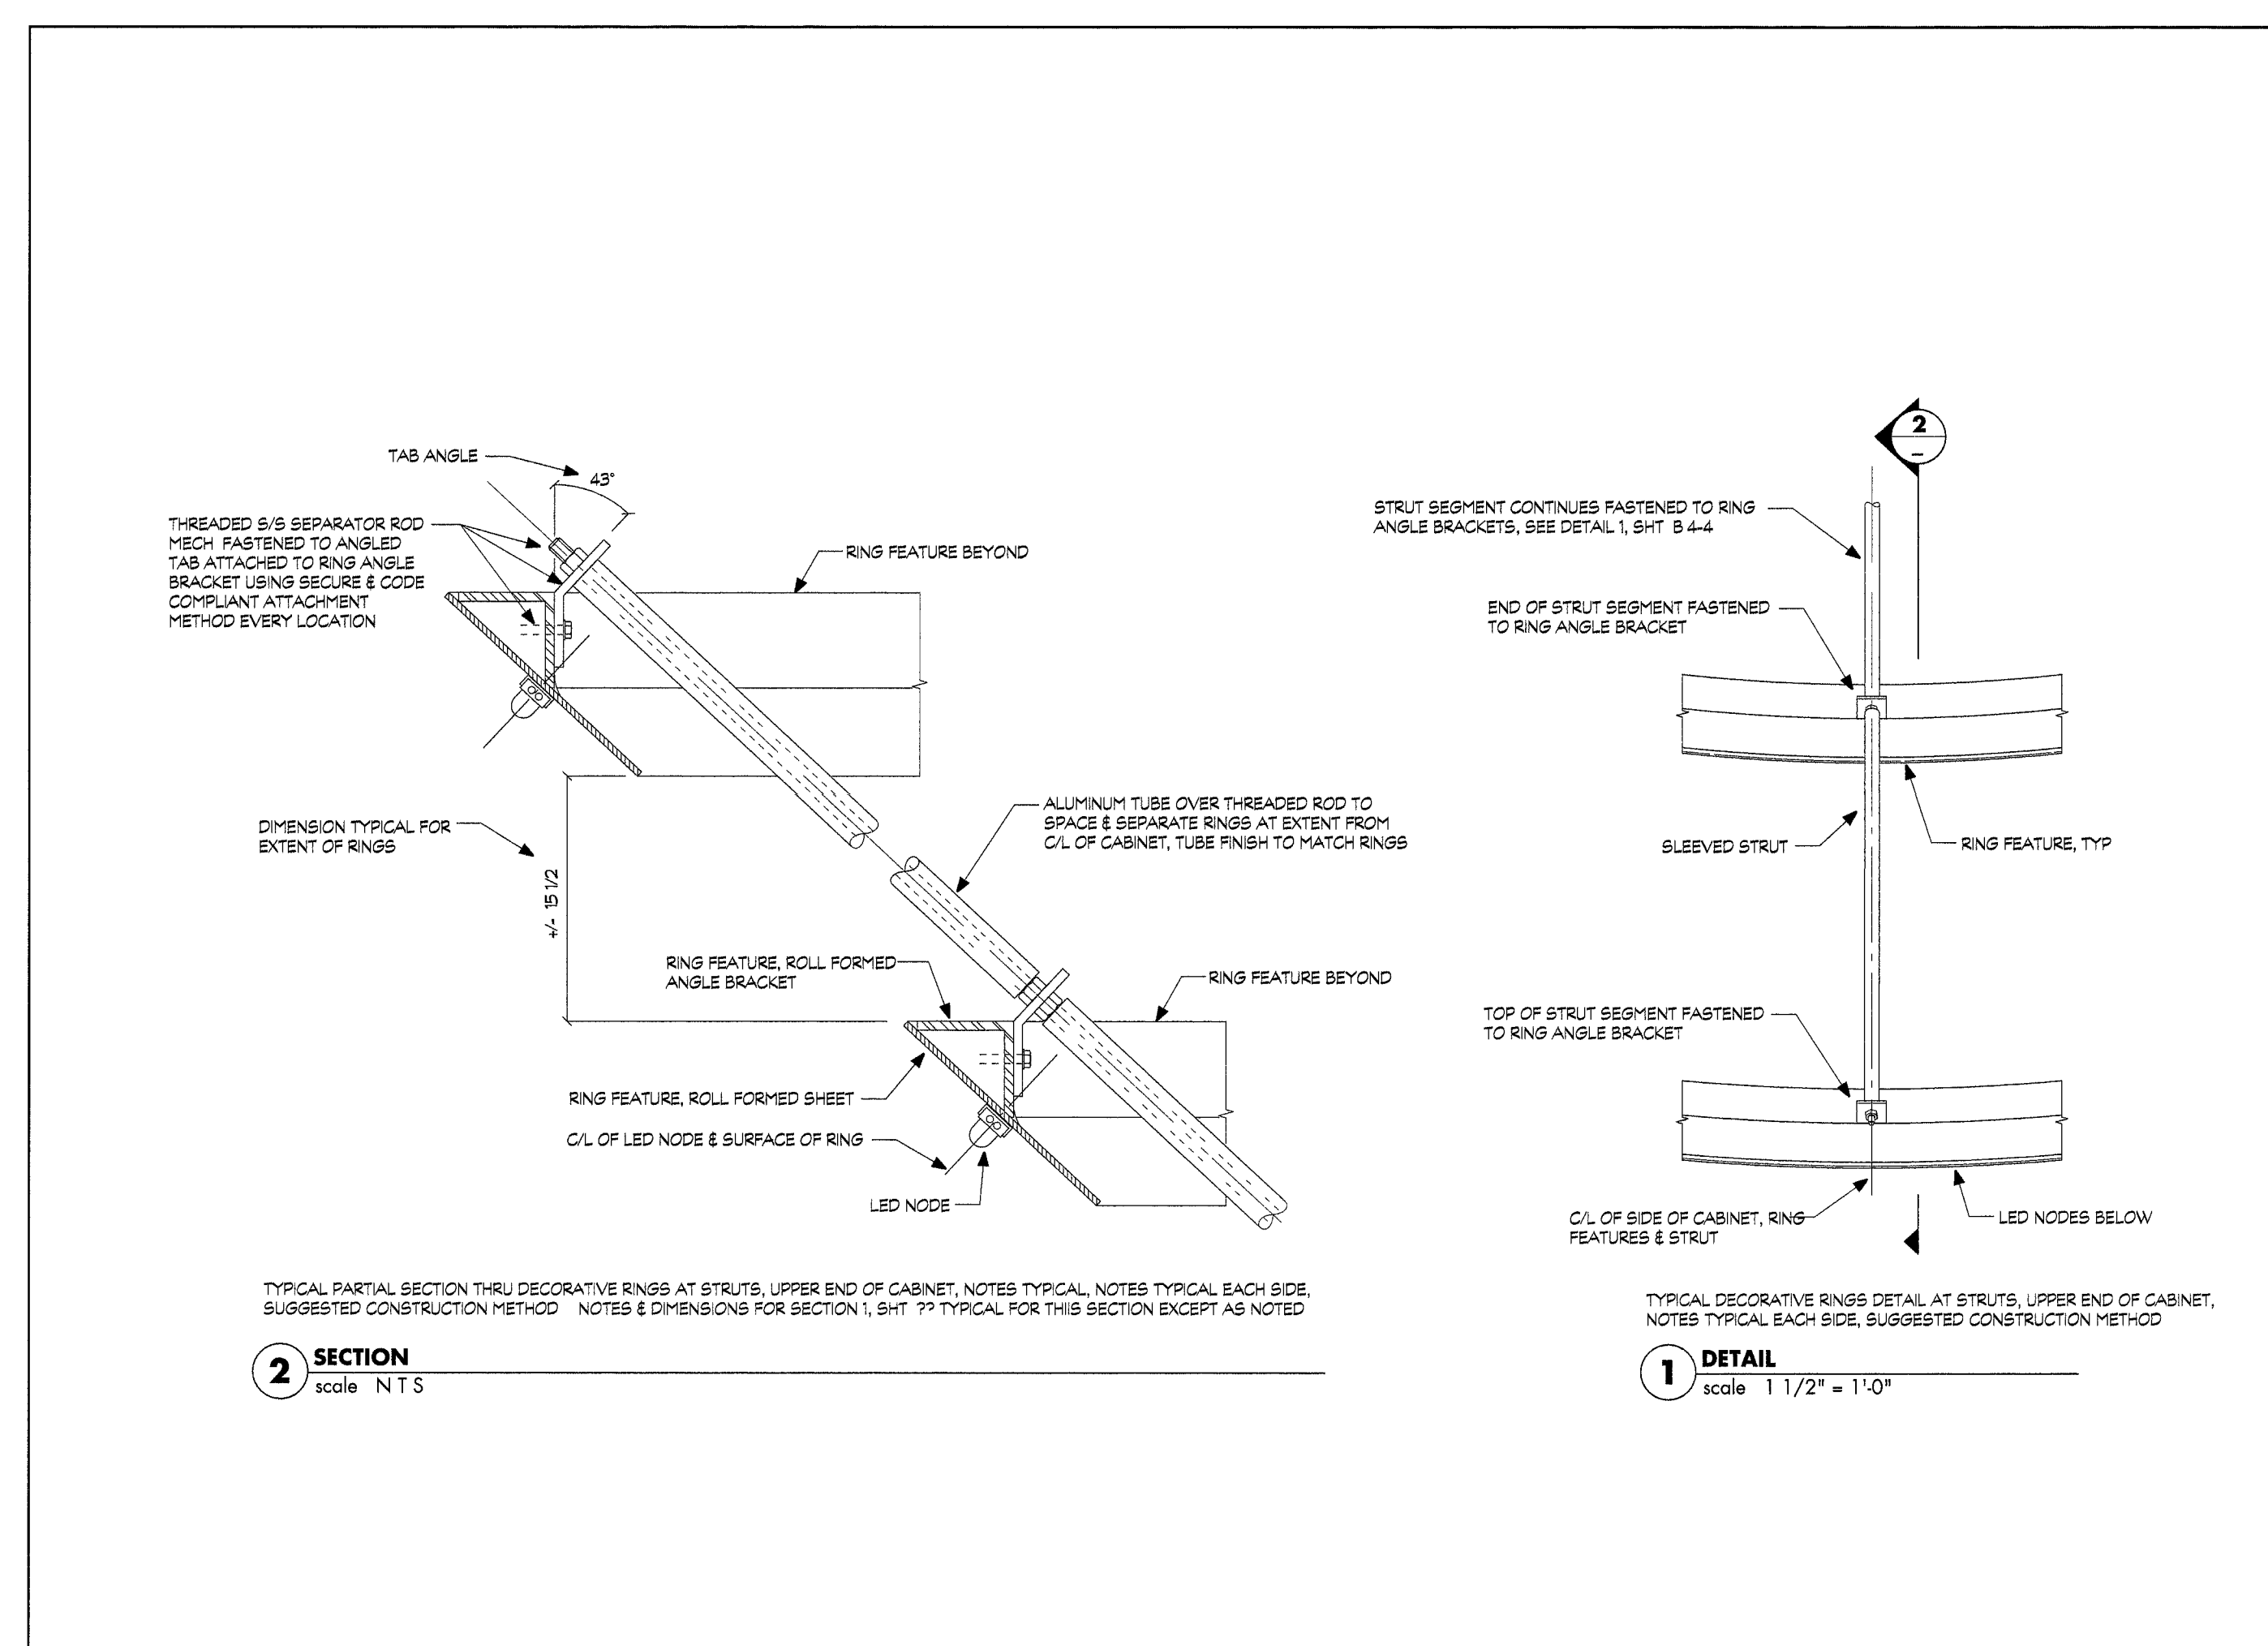 TAB ANGLE
43°
THREADED S/S SEPARATOR ROD
MECH FASTENED TO ANGLED
TAB ATTACHED TO RING ANGLE
BRACKET USING SECURE & CODE
COMPLIANT ATTACHMENT
METHOD EVERY LOCATION
RING FEATURE BEYOND
DIMENSION TYPICAL FOR
EXTENT OF RINGS
+/- 15 1/2
ALUMINUM TUBE OVER THREADED ROD TO
SPACE & SEPARATE RINGS AT EXTENT FROM
C/L OF CABINET, TUBE FINISH TO MATCH RINGS
RING FEATURE, ROLL FORMED
ANGLE BRACKET
RING FEATURE BEYOND
RING FEATURE, ROLL FORMED SHEET
C/L OF LED NODE & SURFACE OF RING
LED NODE
TYPICAL PARTIAL SECTION THRU DECORATIVE RINGS AT STRUTS, UPPER END OF CABINET, NOTES TYPICAL, NOTES TYPICAL EACH SIDE,
SUGGESTED CONSTRUCTION METHOD NOTES & DIMENSIONS FOR SECTION 1, SHT ?? TYPICAL FOR THIS SECTION EXCEPT AS NOTED
2 SECTION
scale N T S
2
-
STRUT SEGMENT CONTINUES FASTENED TO RING
ANGLE BRACKETS, SEE DETAIL 1, SHT B 4-4
END OF STRUT SEGMENT FASTENED
TO RING ANGLE BRACKET
SLEEVED STRUT
RING FEATURE, TYP
TOP OF STRUT SEGMENT FASTENED
TO RING ANGLE BRACKET
C/L OF SIDE OF CABINET, RING
FEATURES & STRUT
LED NODES BELOW
TYPICAL DECORATIVE RINGS DETAIL AT STRUTS, UPPER END OF CABINET,
NOTES TYPICAL EACH SIDE, SUGGESTED CONSTRUCTION METHOD
1 DETAIL
scale 1 1/2" = 1'-0"